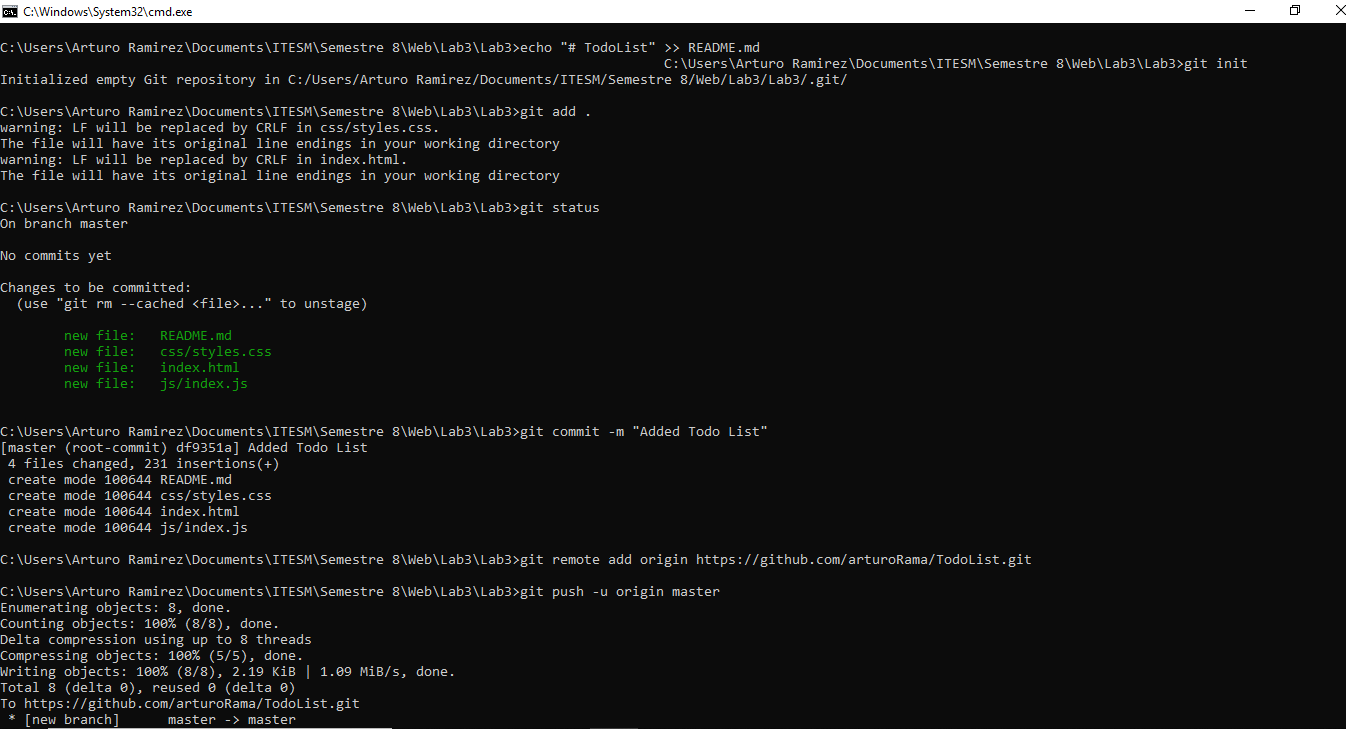 C:\Windows\System32\cmd.exe
C:\Users\Arturo Ramirez\Documents\ITESM\Semestre 8\Web\Lab3\Lab3>echo "# TodoList" >> README.md
C:\Users\Arturo Ramirez\Documents\ITESM\Semestre 8\Web\Lab3\Lab3>git init
Initialized empty Git repository in C:/Users/Arturo Ramirez/Documents/ITESM/Semestre 8/Web/Lab3/Lab3/.git/
C:\Users\Arturo Ramirez\Documents\ITESM\Semestre 8\Web\Lab3\Lab3>git add .
warning: LF will be replaced by CRLF in css/styles.css.
The file will have its original line endings in your working directory
warning: LF will be replaced by CRLF in index.html.
The file will have its original line endings in your working directory
C:\Users\Arturo Ramirez\Documents\ITESM\Semestre 8\Web\Lab3\Lab3>git status
On branch master
No commits yet
Changes to be committed:
  (use "git rm --cached <file>..." to unstage)
        new file:   README.md
        new file:   css/styles.css
        new file:   index.html
        new file:   js/index.js
C:\Users\Arturo Ramirez\Documents\ITESM\Semestre 8\Web\Lab3\Lab3>git commit -m "Added Todo List"
[master (root-commit) df9351a] Added Todo List
 4 files changed, 231 insertions(+)
 create mode 100644 README.md
 create mode 100644 css/styles.css
 create mode 100644 index.html
 create mode 100644 js/index.js
C:\Users\Arturo Ramirez\Documents\ITESM\Semestre 8\Web\Lab3\Lab3>git remote add origin https://github.com/arturoRama/TodoList.git
C:\Users\Arturo Ramirez\Documents\ITESM\Semestre 8\Web\Lab3\Lab3>git push -u origin master
Enumerating objects: 8, done.
Counting objects: 100% (8/8), done.
Delta compression using up to 8 threads
Compressing objects: 100% (5/5), done.
Writing objects: 100% (8/8), 2.19 KiB | 1.09 MiB/s, done.
Total 8 (delta 0), reused 0 (delta 0)
To https://github.com/arturoRama/TodoList.git
 * [new branch]      master -> master